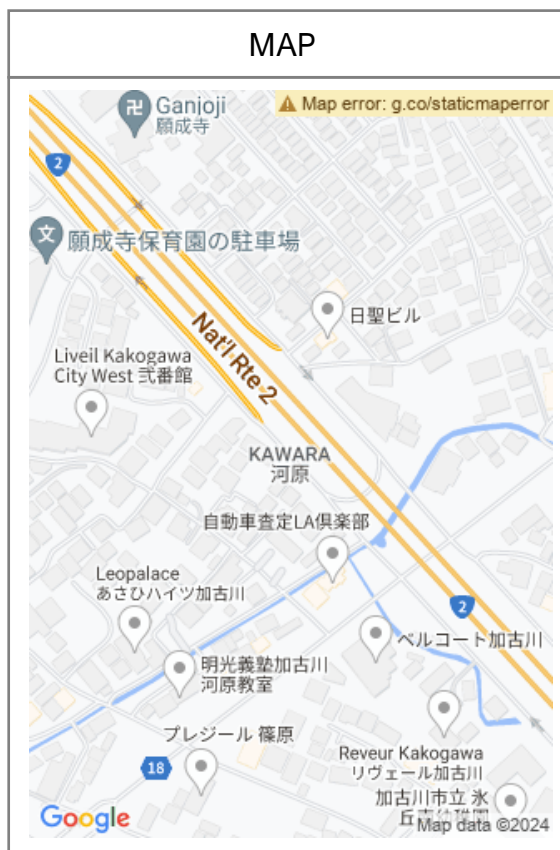 MAP
Ganjoji
願成寺
Map error: g.co/staticmaperror
2
文
願成寺保育園の駐車場
日聖ビル
Nat'l Rte 2
Liveil Kakogawa
City West 弐番館
KAWARA
河原
自動車査定LA倶楽部
Leopalace
あさひハイツ加古川
2
ベルコート加古川
明光義塾加古川
河原教室
プレジール 篠原
Reveur Kakogawa
リヴェール加古川
18
加古川市立 氷
Google
Map data ©2024